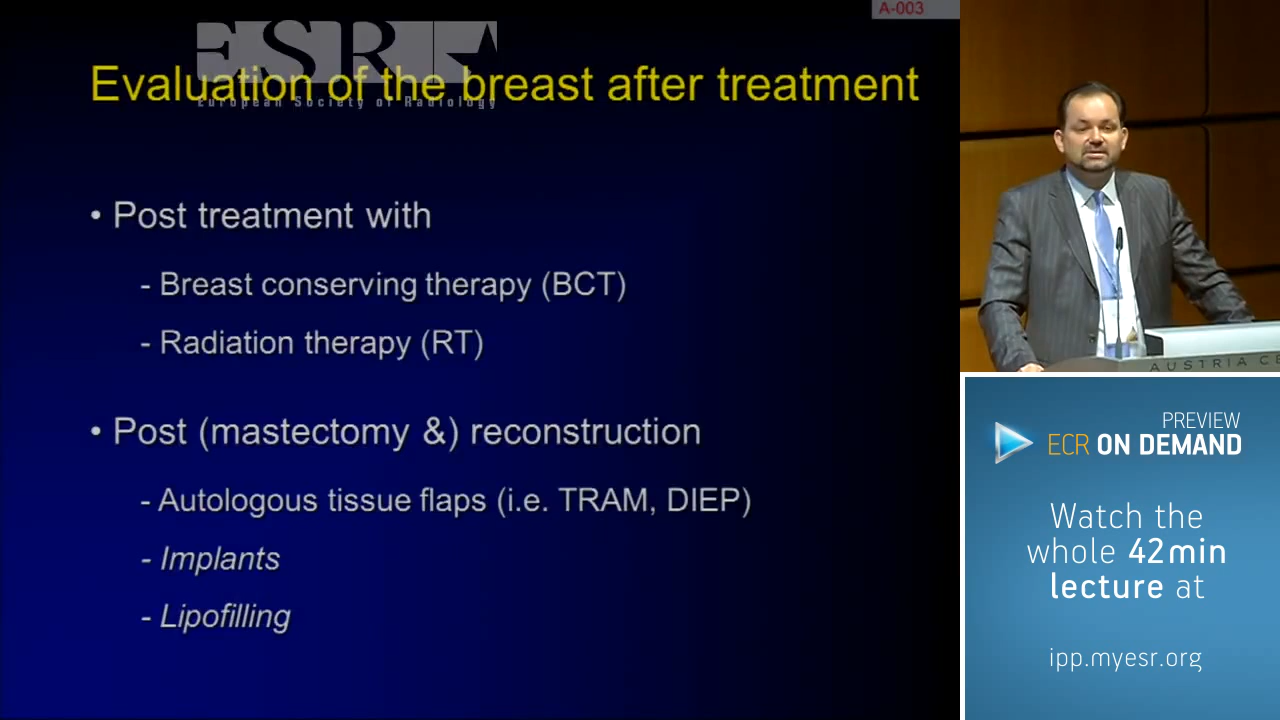 A-003
ESR
European Society of Radiology
Evaluation of the breast after treatment
• Post treatment with
- Breast conserving therapy (BCT)
- Radiation therapy (RT)
• Post (mastectomy &) reconstruction
- Autologous tissue flaps (i.e. TRAM, DIEP)
- Implants
- Lipofilling
AUSTRIA CE
PREVIEW
ECR ON DEMAND
Watch the
whole 42min
lecture at
ipp.myesr.org